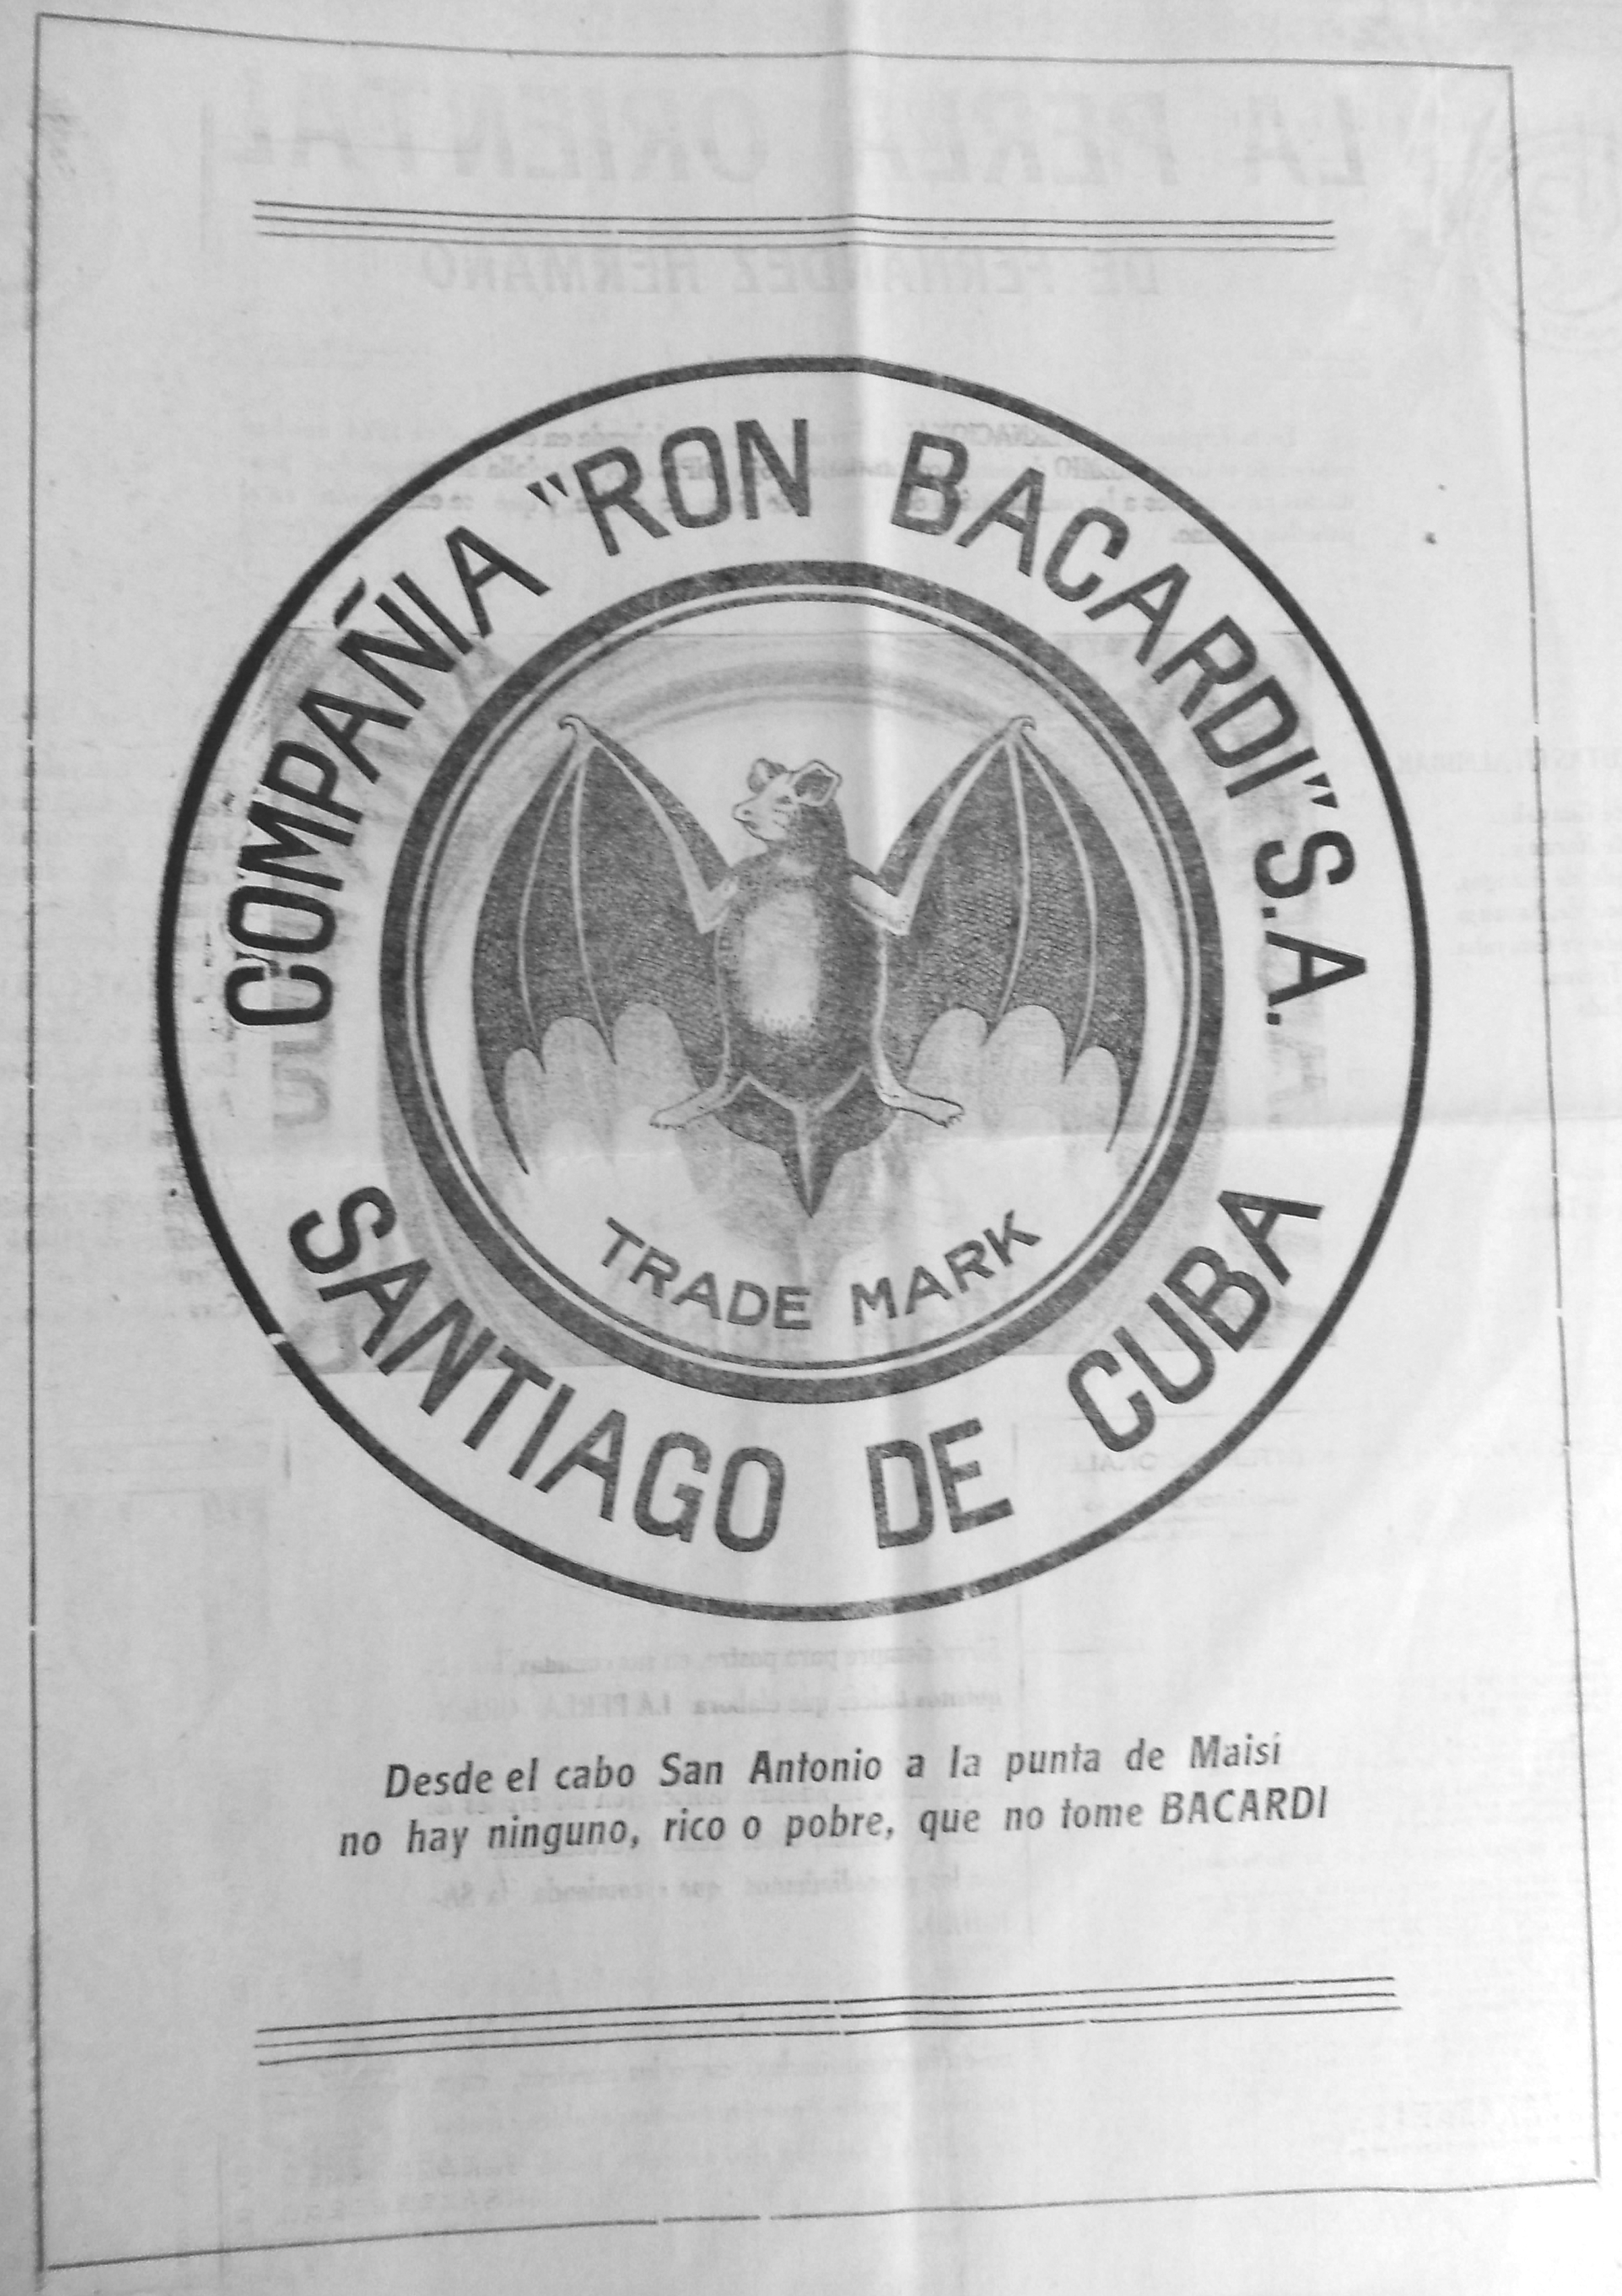 COMPAÑIA "RON BACARDI" S.A.
TRADE MARK
SANTIAGO DE CUBA
Desde el cabo San Antonio a la punta de Maisí
no hay ninguno, rico o pobre, que no tome BACARDI